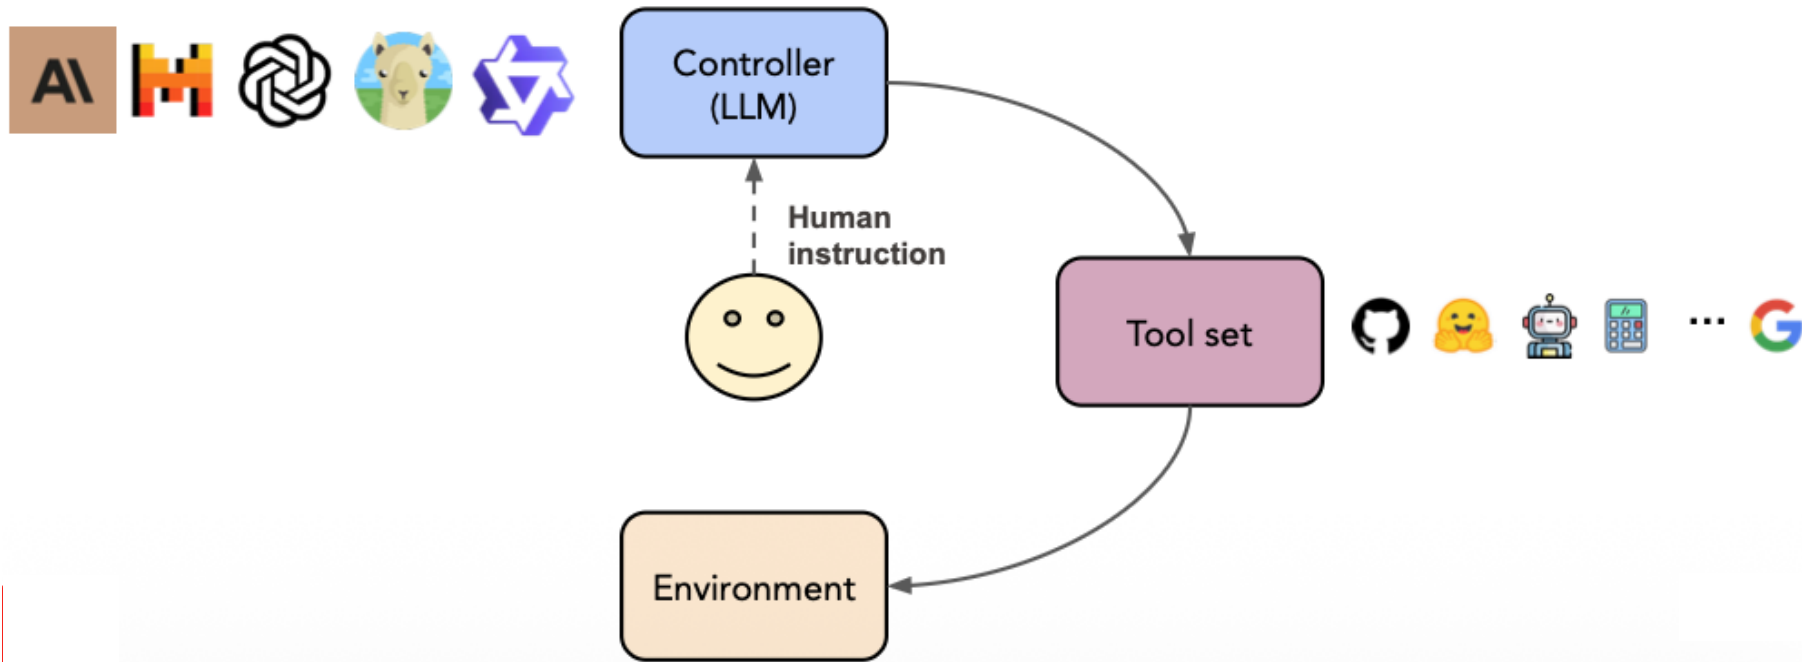 A\
Controller
(LLM)
Human
instruction
Tool set
...
Environment